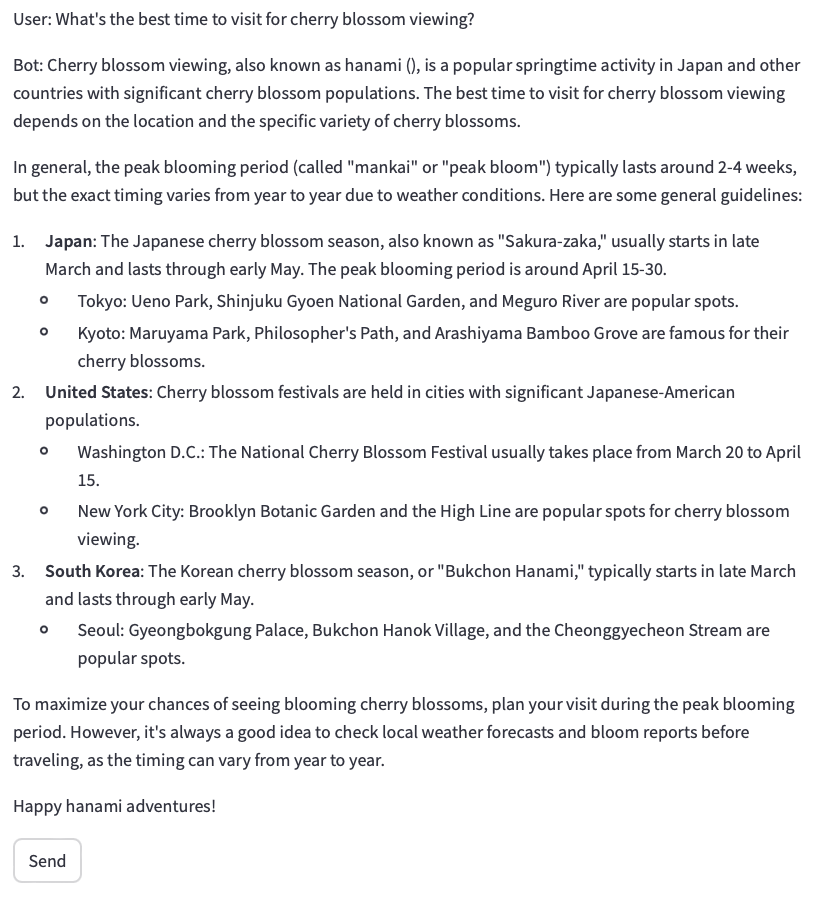 User: What's the best time to visit for cherry blossom viewing?
Bot: Cherry blossom viewing, also known as hanami (), is a popular springtime activity in Japan and other
countries with significant cherry blossom populations. The best time to visit for cherry blossom viewing
depends on the location and the specific variety of cherry blossoms.
In general, the peak blooming period (called "mankai" or "peak bloom") typically lasts around 2-4 weeks,
but the exact timing varies from year to year due to weather conditions. Here are some general guidelines:
1. Japan: The Japanese cherry blossom season, also known as "Sakura-zaka," usually starts in late
March and lasts through early May. The peak blooming period is around April 15-30.
Tokyo: Ueno Park, Shinjuku Gyoen National Garden, and Meguro River are popular spots.
Kyoto: Maruyama Park, Philosopher's Path, and Arashiyama Bamboo Grove are famous for their
cherry blossoms.
2. United States: Cherry blossom festivals are held in cities with significant Japanese-American
populations.
Washington D.C.: The National Cherry Blossom Festival usually takes place from March 20 to April
15.
New York City: Brooklyn Botanic Garden and the High Line are popular spots for cherry blossom
viewing.
3. South Korea: The Korean cherry blossom season, or "Bukchon Hanami," typically starts in late March
and lasts through early May.
Seoul: Gyeongbokgung Palace, Bukchon Hanok Village, and the Cheonggyecheon Stream are
popular spots.
To maximize your chances of seeing blooming cherry blossoms, plan your visit during the peak blooming
period. However, it's always a good idea to check local weather forecasts and bloom reports before
traveling, as the timing can vary from year to year.
Happy hanami adventures!
Send